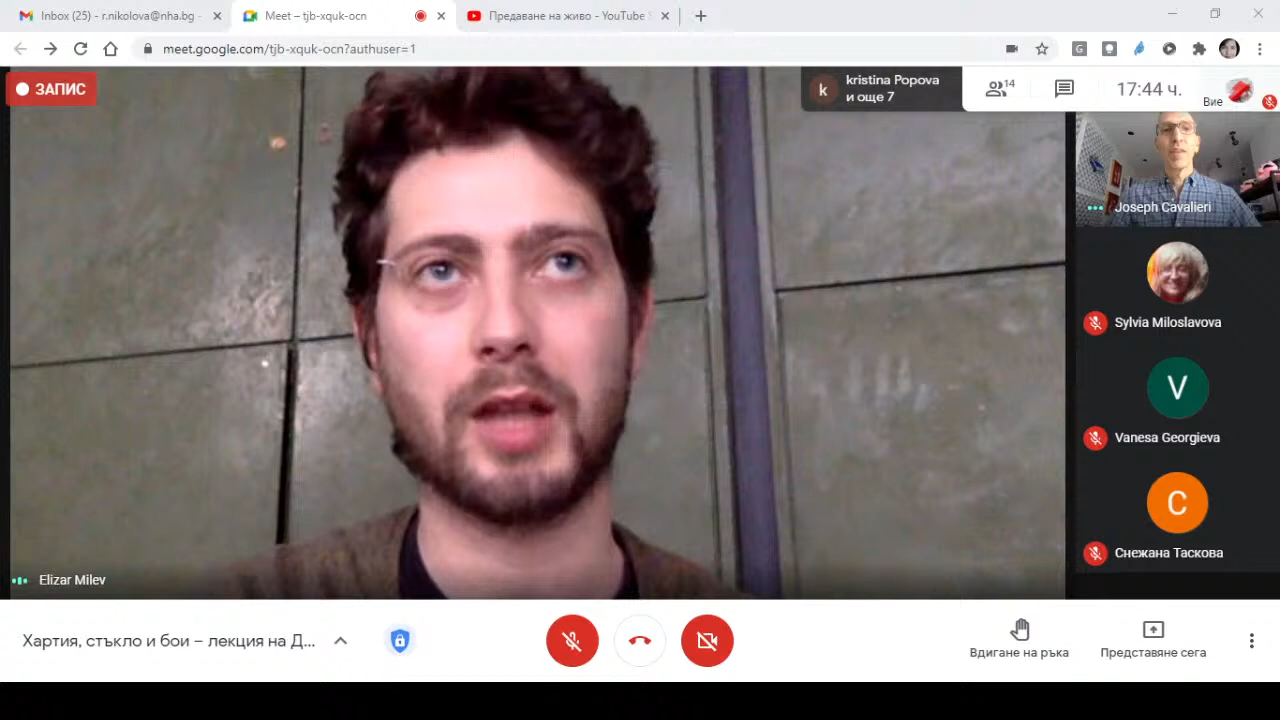 Inbox (25) - r.nikolova@nha.bg -
Meet – tjb-xquk-ocn
Предаване на живо - YouTube S
meet.google.com/tjb-xquk-ocn?authuser=1
ЗАПИС
k
kristina Popova
и още 7
14
17:44 ч.
Вие
Joseph Cavalieri
Sylvia Miloslavova
V
Vanesa Georgieva
С
Снежана Таскова
Elizar Milev
Хартия, стъкло и бои – лекция на Д...
Вдигане на ръка
Представяне сега